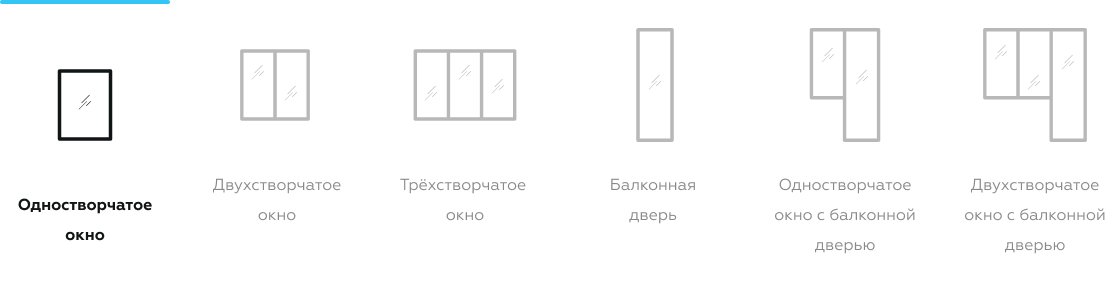 Одностворчатое
окно
Двухстворчатое
окно
Трёхстворчатое
окно
Балконная
дверь
Одностворчатое
окно с балконной
дверью
Двухстворчатое
окно с балконной
дверью